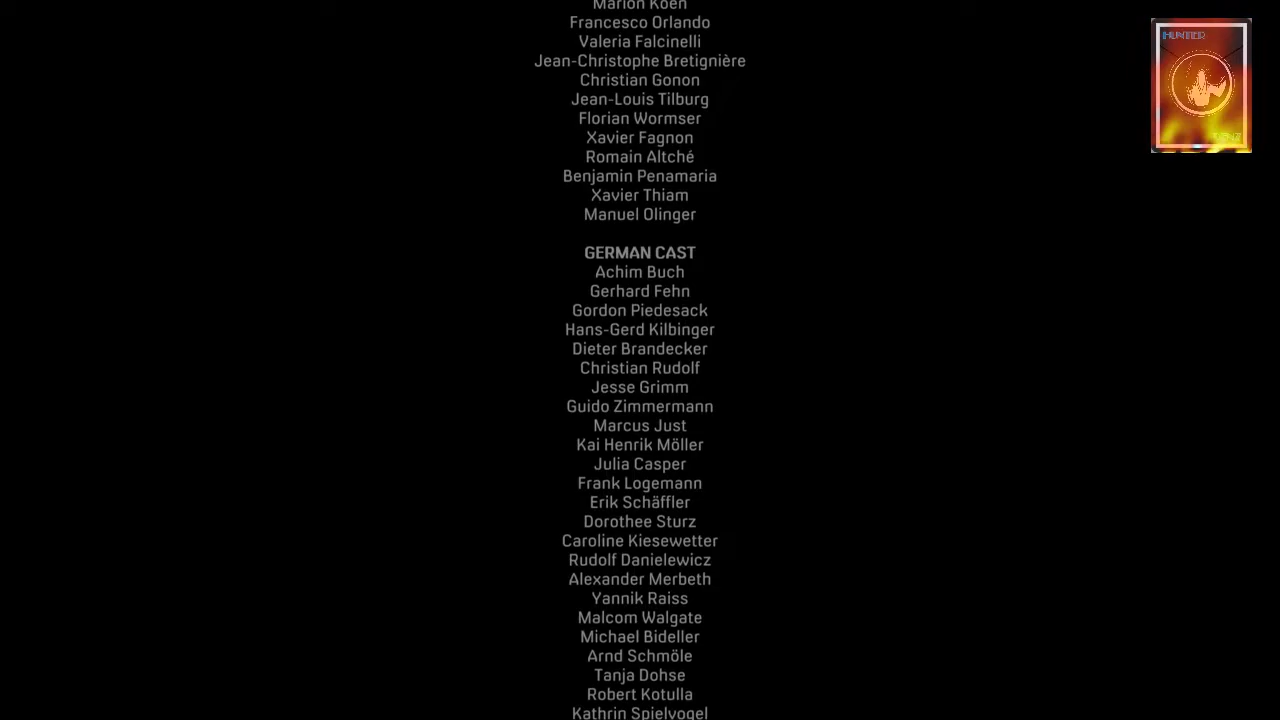 Marion Koen
Francesco Orlando
Valeria Falcinelli
Jean-Christophe Bretignière
Christian Gonon
Jean-Louis Tilburg
Florian Wormser
Xavier Fagnon
Romain Altché
Benjamin Penamaria
Xavier Thiam
Manuel Olinger
GERMAN CAST
Achim Buch
Gerhard Fehn
Gordon Piedesack
Hans-Gerd Kilbinger
Dieter Brandecker
Christian Rudolf
Jesse Grimm
Guido Zimmermann
Marcus Just
Kai Henrik Möller
Julia Casper
Frank Logemann
Erik Schäffler
Dorothee Sturz
Caroline Kiesewetter
Rudolf Danielewicz
Alexander Merbeth
Yannik Raiss
Malcom Walgate
Michael Bideller
Arnd Schmöle
Tanja Dohse
Robert Kotulla
Kathrin Spielvogel
HUNTER